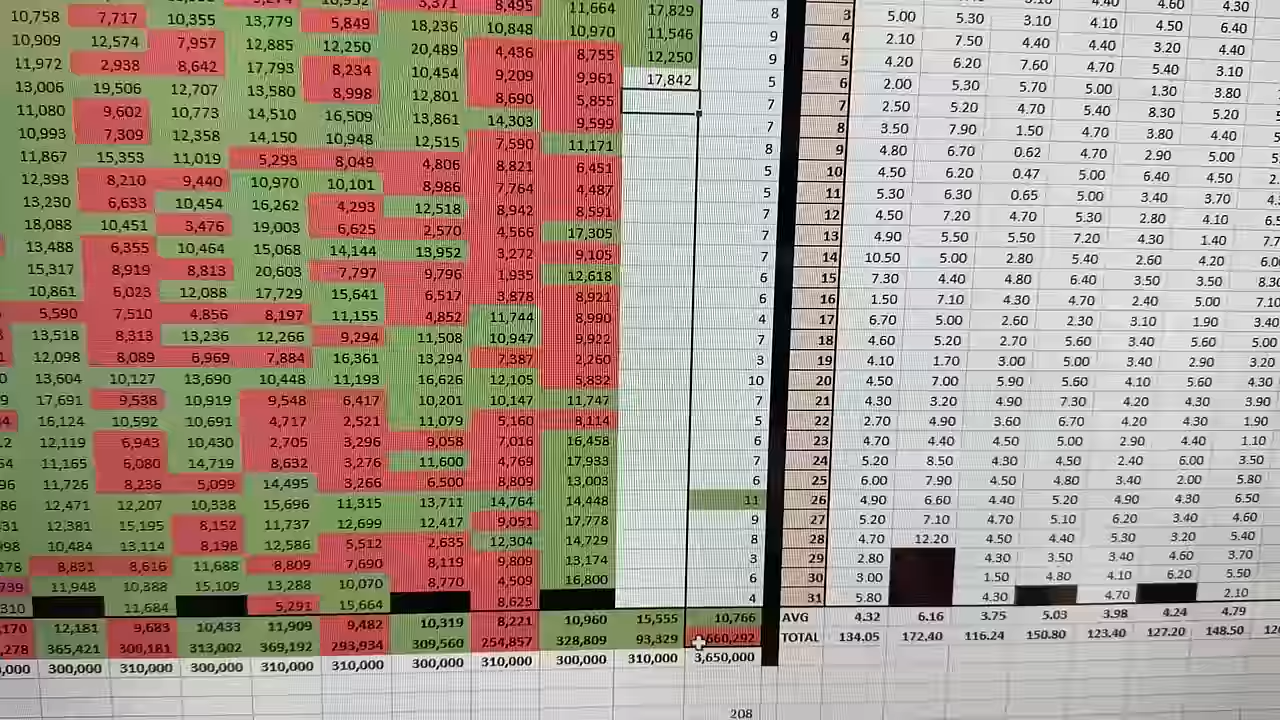 3,371 8,495 11,664 17,829 8 3 5.00 5.30 3.10 4.10 4.50 6.40
10,758 7,717 10,355 13,779 5,849 18,236 10,848 10,970 11,546 9 4 2.10 7.50 4.40 4.40 3.20 4.40
10,909 12,574 7,957 12,885 12,250 20,489 4,436 8,755 12,250 9 5 4.20 6.20 7.60 4.70 5.40 3.10
11,972 2,938 8,642 17,793 8,234 10,454 9,209 9,961 17,842 5 6 2.00 5.30 5.70 5.00 1.30 3.80
13,006 19,506 12,707 13,580 8,998 12,801 8,690 5,855 7 7 2.50 5.20 4.70 5.40 8.30 5.20
11,080 9,602 10,773 14,510 16,509 13,861 14,303 9,599 7 8 3.50 7.90 1.50 4.70 3.80 4.40
10,993 7,309 12,358 14,150 10,948 12,515 7,590 11,171 8 9 4.80 6.70 0.62 4.70 2.90 5.00
11,867 15,353 11,019 5,293 8,049 4,806 8,821 6,451 5 10 4.50 6.20 0.47 5.00 6.40 4.50
12,393 8,210 9,440 10,970 10,101 8,986 7,764 4,487 5 11 5.30 6.30 0.65 5.00 3.40 3.70
13,230 6,633 10,454 16,262 4,293 12,518 8,942 8,591 7 12 4.50 7.20 4.70 5.30 2.80 4.10
18,088 10,451 3,476 19,003 6,625 2,570 4,566 17,305 7 13 4.90 5.50 5.50 7.20 4.30 1.40
13,488 6,355 10,464 15,068 14,144 13,952 3,272 9,105 7 14 10.50 5.00 2.80 5.40 2.60 4.20
15,317 8,919 8,813 20,603 7,797 9,796 1,935 12,618 6 15 7.30 4.40 4.80 6.40 3.50 3.50
10,861 6,023 12,088 17,729 15,641 6,517 3,878 8,921 6 16 1.50 7.10 4.30 4.70 2.40 5.00 7.10
5,590 7,510 4,856 8,197 11,155 4,852 11,744 8,990 4 17 6.70 5.00 2.60 2.30 3.10 1.90 3.40
13,518 8,313 13,236 12,266 9,294 11,508 10,947 9,922 7 18 4.60 5.20 2.70 5.60 3.40 5.60 5.00
12,098 8,089 6,969 7,884 16,361 13,294 7,387 2,260 3 19 4.10 1.70 3.00 5.00 3.40 2.90 3.20
13,604 10,127 13,690 10,448 11,193 16,626 12,105 5,832 10 20 4.50 7.00 5.90 5.60 4.10 5.60 4.30
17,691 9,538 10,919 9,548 6,417 10,201 10,147 11,747 7 21 4.30 3.20 4.90 7.30 4.20 4.30 3.90
16,124 10,592 10,691 4,717 2,521 11,079 5,160 8,114 5 22 2.70 4.90 3.60 6.70 4.20 4.30 1.90
12,119 6,943 10,430 2,705 3,296 9,058 7,016 16,458 6 23 4.70 4.40 4.50 5.00 2.90 4.40 1.10
11,165 6,080 14,719 8,632 3,276 11,600 4,769 17,933 7 24 5.20 8.50 4.30 4.50 2.40 6.00 3.50
11,726 8,236 5,099 14,495 3,266 6,500 8,809 13,003 6 25 6.00 7.90 4.50 4.80 3.40 2.00 5.80
12,471 12,207 10,338 15,696 11,315 13,711 14,764 14,448 11 26 4.90 6.60 4.40 5.20 4.90 4.30 6.50
12,381 15,195 8,152 11,737 12,699 12,417 9,051 17,778 9 27 5.20 7.10 4.70 5.10 6.20 3.40 4.60
10,484 13,114 8,198 12,586 5,512 2,635 12,304 14,729 8 28 4.70 12.20 4.50 4.40 5.30 3.20 5.40
278 8,831 8,616 11,688 8,809 7,690 8,119 9,809 13,174 3 29 2.80 4.30 3.50 3.40 4.60 3.70
739 11,948 10,388 15,109 13,288 10,070 8,770 4,509 16,800 6 30 3.00 1.50 4.80 4.10 6.20 5.50
310 11,684 5,291 19,664 8,625 4 31 5.80 4.30 4.70 2.10
170 12,181 9,683 10,433 11,909 9,482 10,319 8,221 10,960 15,555 10,766 AVG 4.32 6.16 3.75 5.03 3.98 4.24 4.79
278 365,421 300,181 313,002 369,192 293,934 309,560 254,857 328,809 93,329 660,292 TOTAL 134.05 172.40 116.24 150.80 123.40 127.20 148.50
,000 300,000 310,000 300,000 310,000 310,000 300,000 310,000 300,000 310,000 3,650,000
208